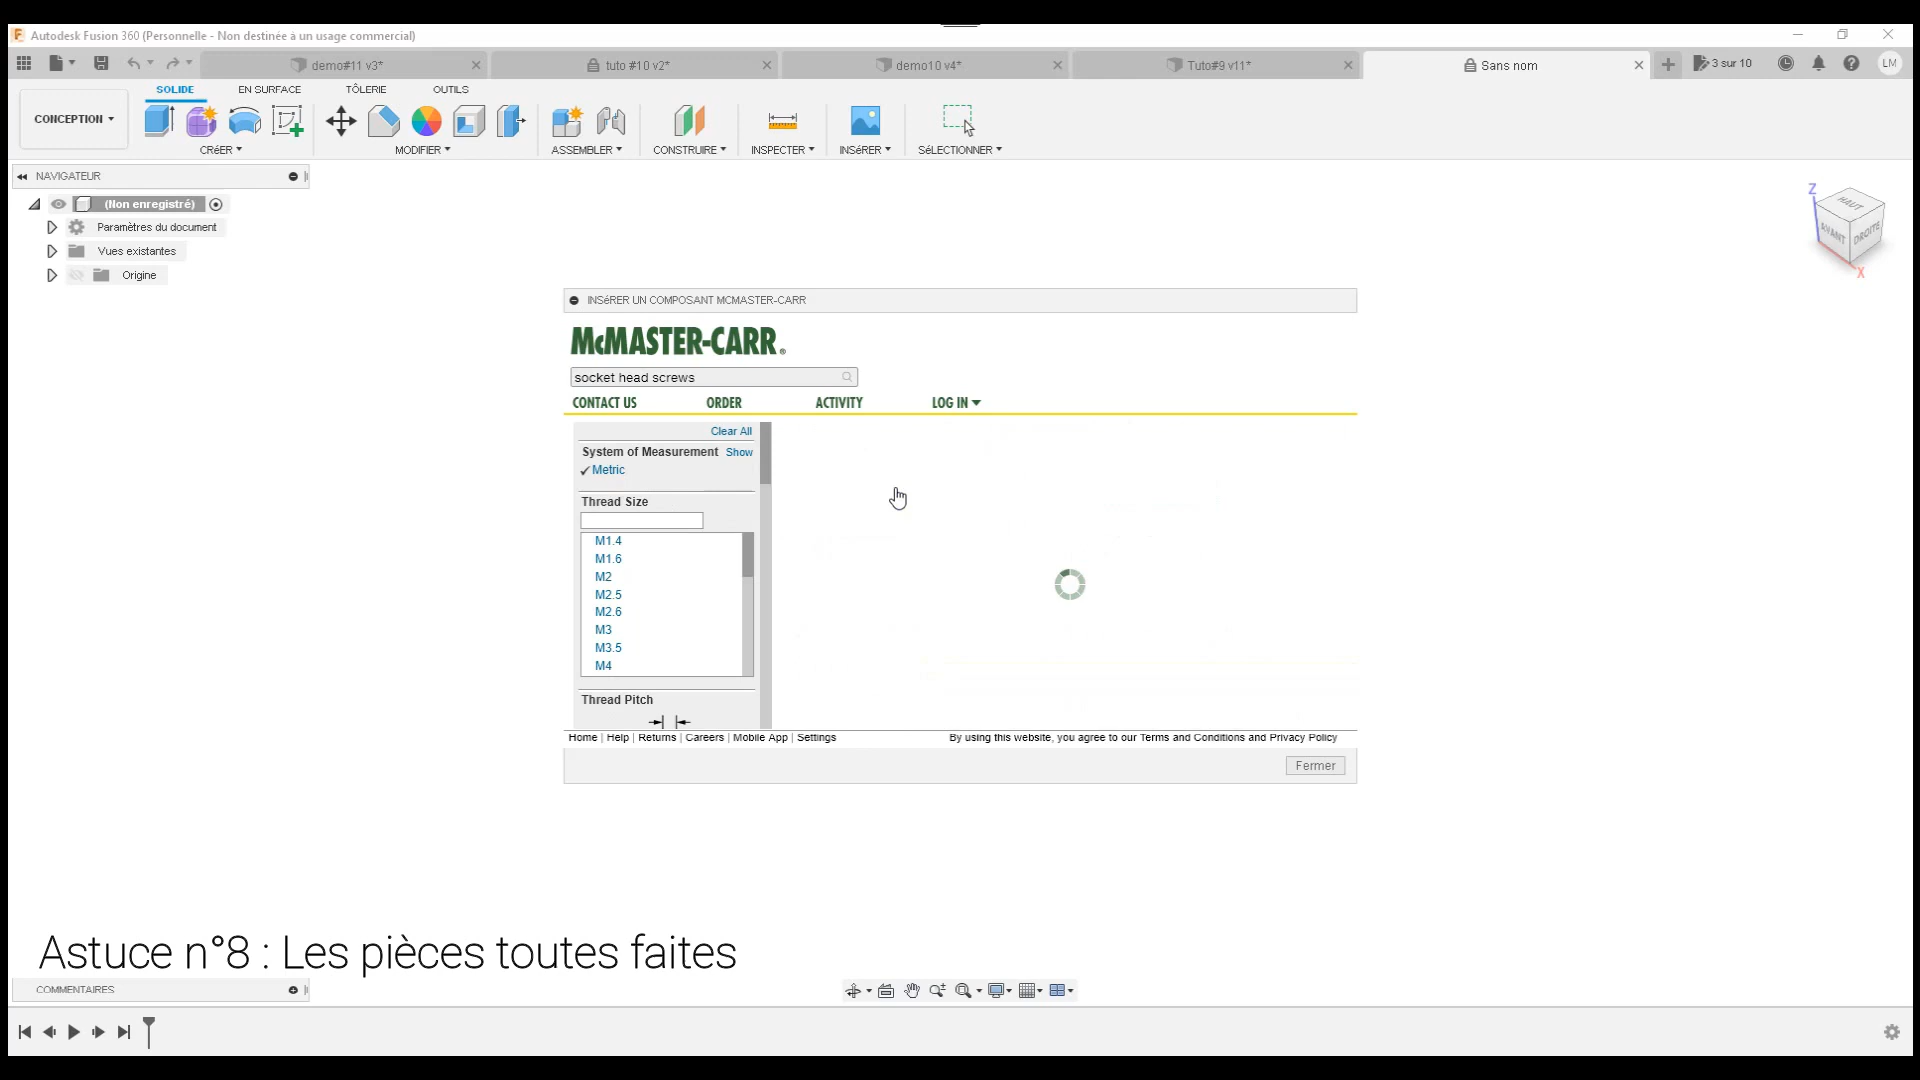 Autodesk Fusion 360 (Personnelle - Non destinée à un usage commercial)
demo#11 v3*
tuto #10 v2*
demo10 v4*
Tuto#9 v11*
Sans nom
3 sur 10
LM
SOLIDE
EN SURFACE
TÔLERIE
OUTILS
CONCEPTION
CRéER
MODIFIER
ASSEMBLER
CONSTRUIRE
INSPECTER
INSéRER
SéLECTIONNER
NAVIGATEUR
(Non enregistré)
Paramètres du document
Vues existantes
Origine
Z
HAUT
AVANT
DROITE
X
INSéRER UN COMPOSANT MCMASTER-CARR
McMASTER-CARR®
socket head screws
CONTACT US
ORDER
ACTIVITY
LOG IN
Clear All
System of Measurement Show
Metric
Thread Size
M1.4
M1.6
M2
M2.5
M2.6
M3
M3.5
M4
Thread Pitch
Home | Help | Returns | Careers | Mobile App | Settings
By using this website, you agree to our Terms and Conditions and Privacy Policy
Fermer
Astuce n°8 : Les pièces toutes faites
COMMENTAIRES